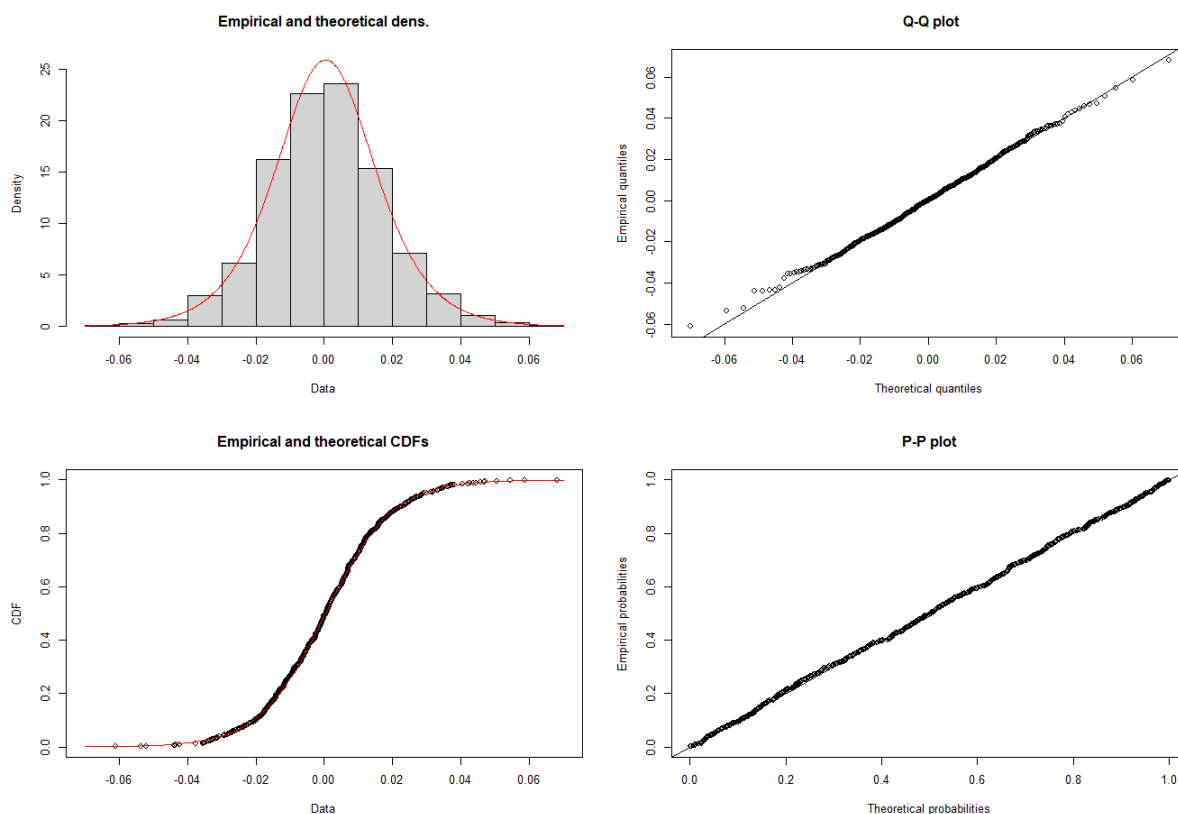 Empirical and theoretical dens.
Density
0 5 10 15 20 25
-0.06 -0.04 -0.02 0.00 0.02 0.04 0.06
Data
Q-Q plot
Empirical quantiles
-0.06 -0.04 -0.02 0.00 0.02 0.04 0.06
-0.06 -0.04 -0.02 0.00 0.02 0.04 0.06
Theoretical quantiles
Empirical and theoretical CDFs
CDF
0.0 0.2 0.4 0.6 0.8 1.0
-0.06 -0.04 -0.02 0.00 0.02 0.04 0.06
Data
P-P plot
Empirical probabilities
0.0 0.2 0.4 0.6 0.8 1.0
0.0 0.2 0.4 0.6 0.8 1.0
Theoretical probabilities